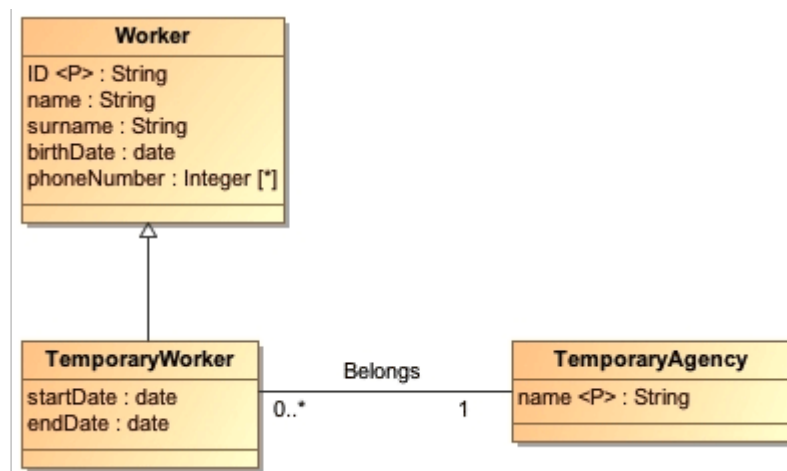 Worker
ID <P> : String
name : String
surname : String
birthDate : date
phoneNumber : Integer [*]
TemporaryWorker
startDate : date
endDate : date
Belongs
0..*
1
TemporaryAgency
name <P> : String